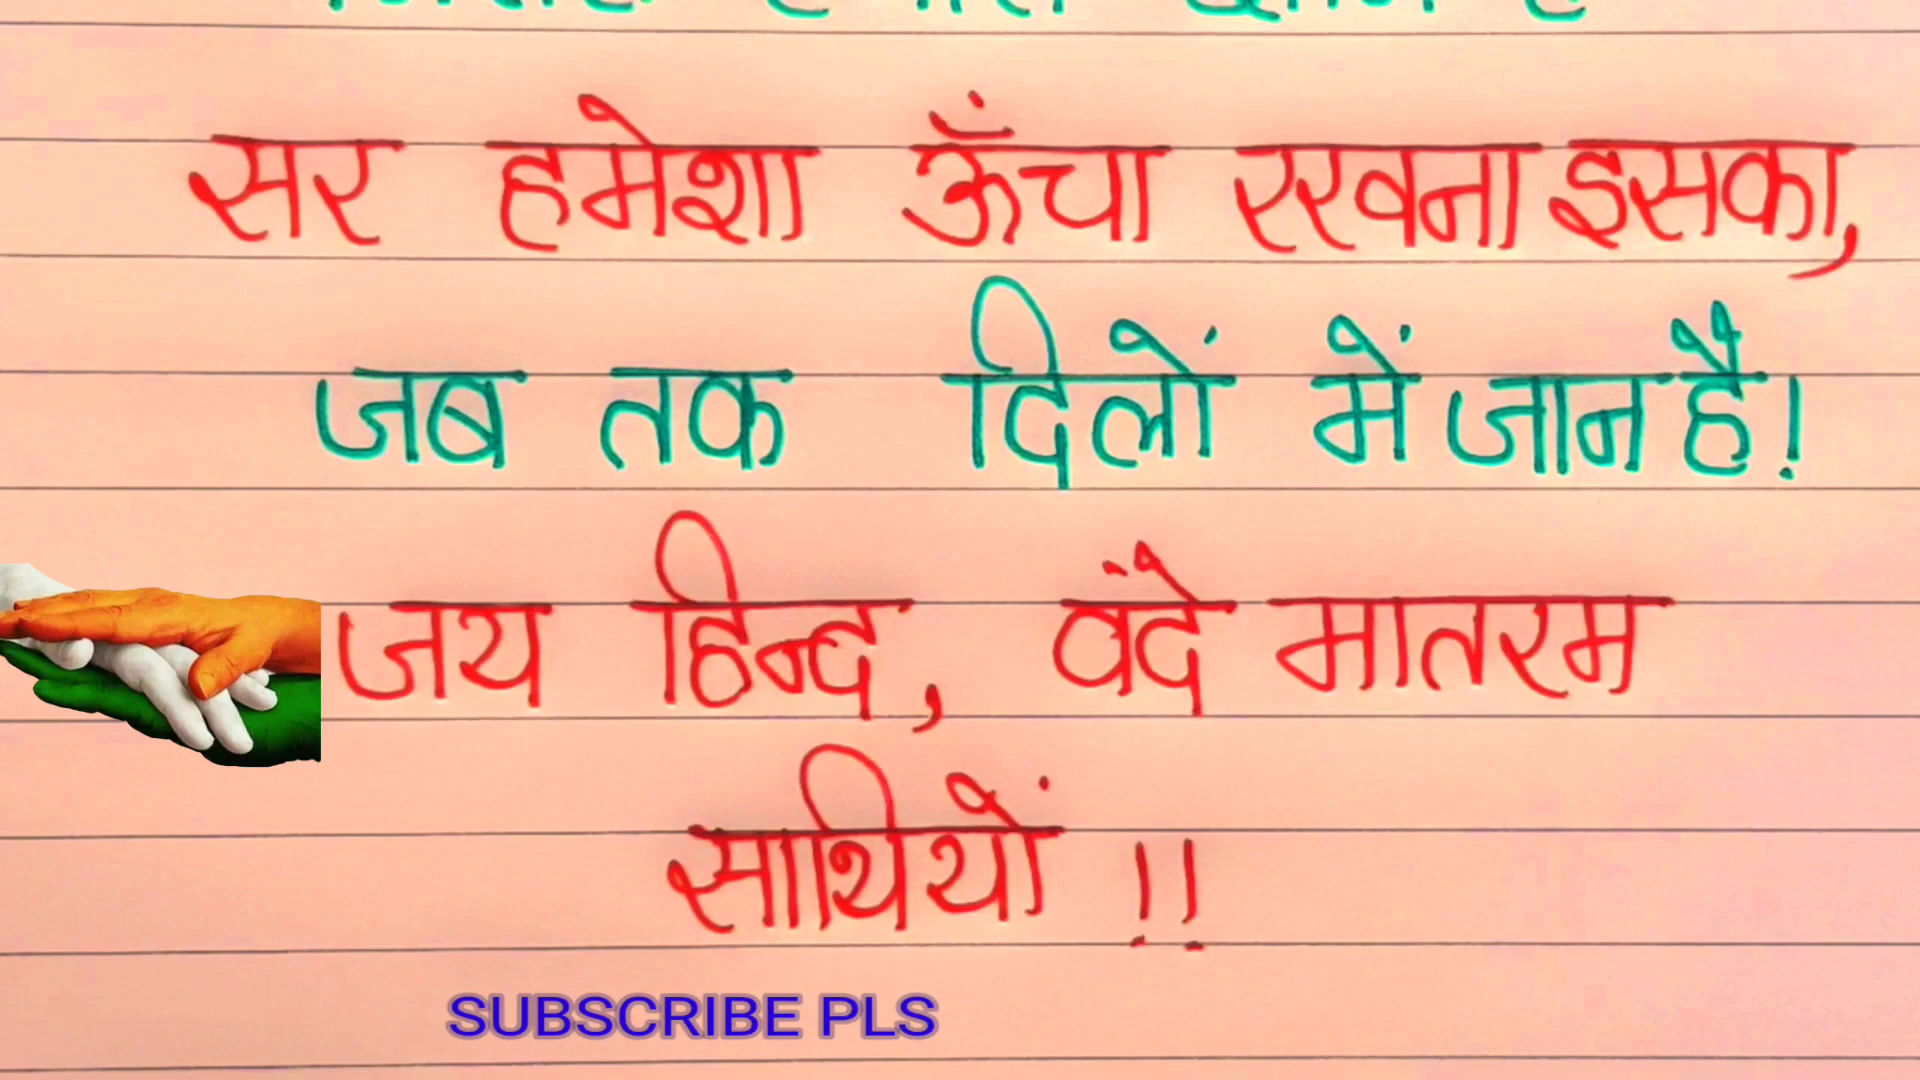 सर हमेशा ऊँचा रखना इसका,
जब तक दिलों में जान है!
जय हिन्द, वंदे मातरम
साथियों !!
SUBSCRIBE PLS